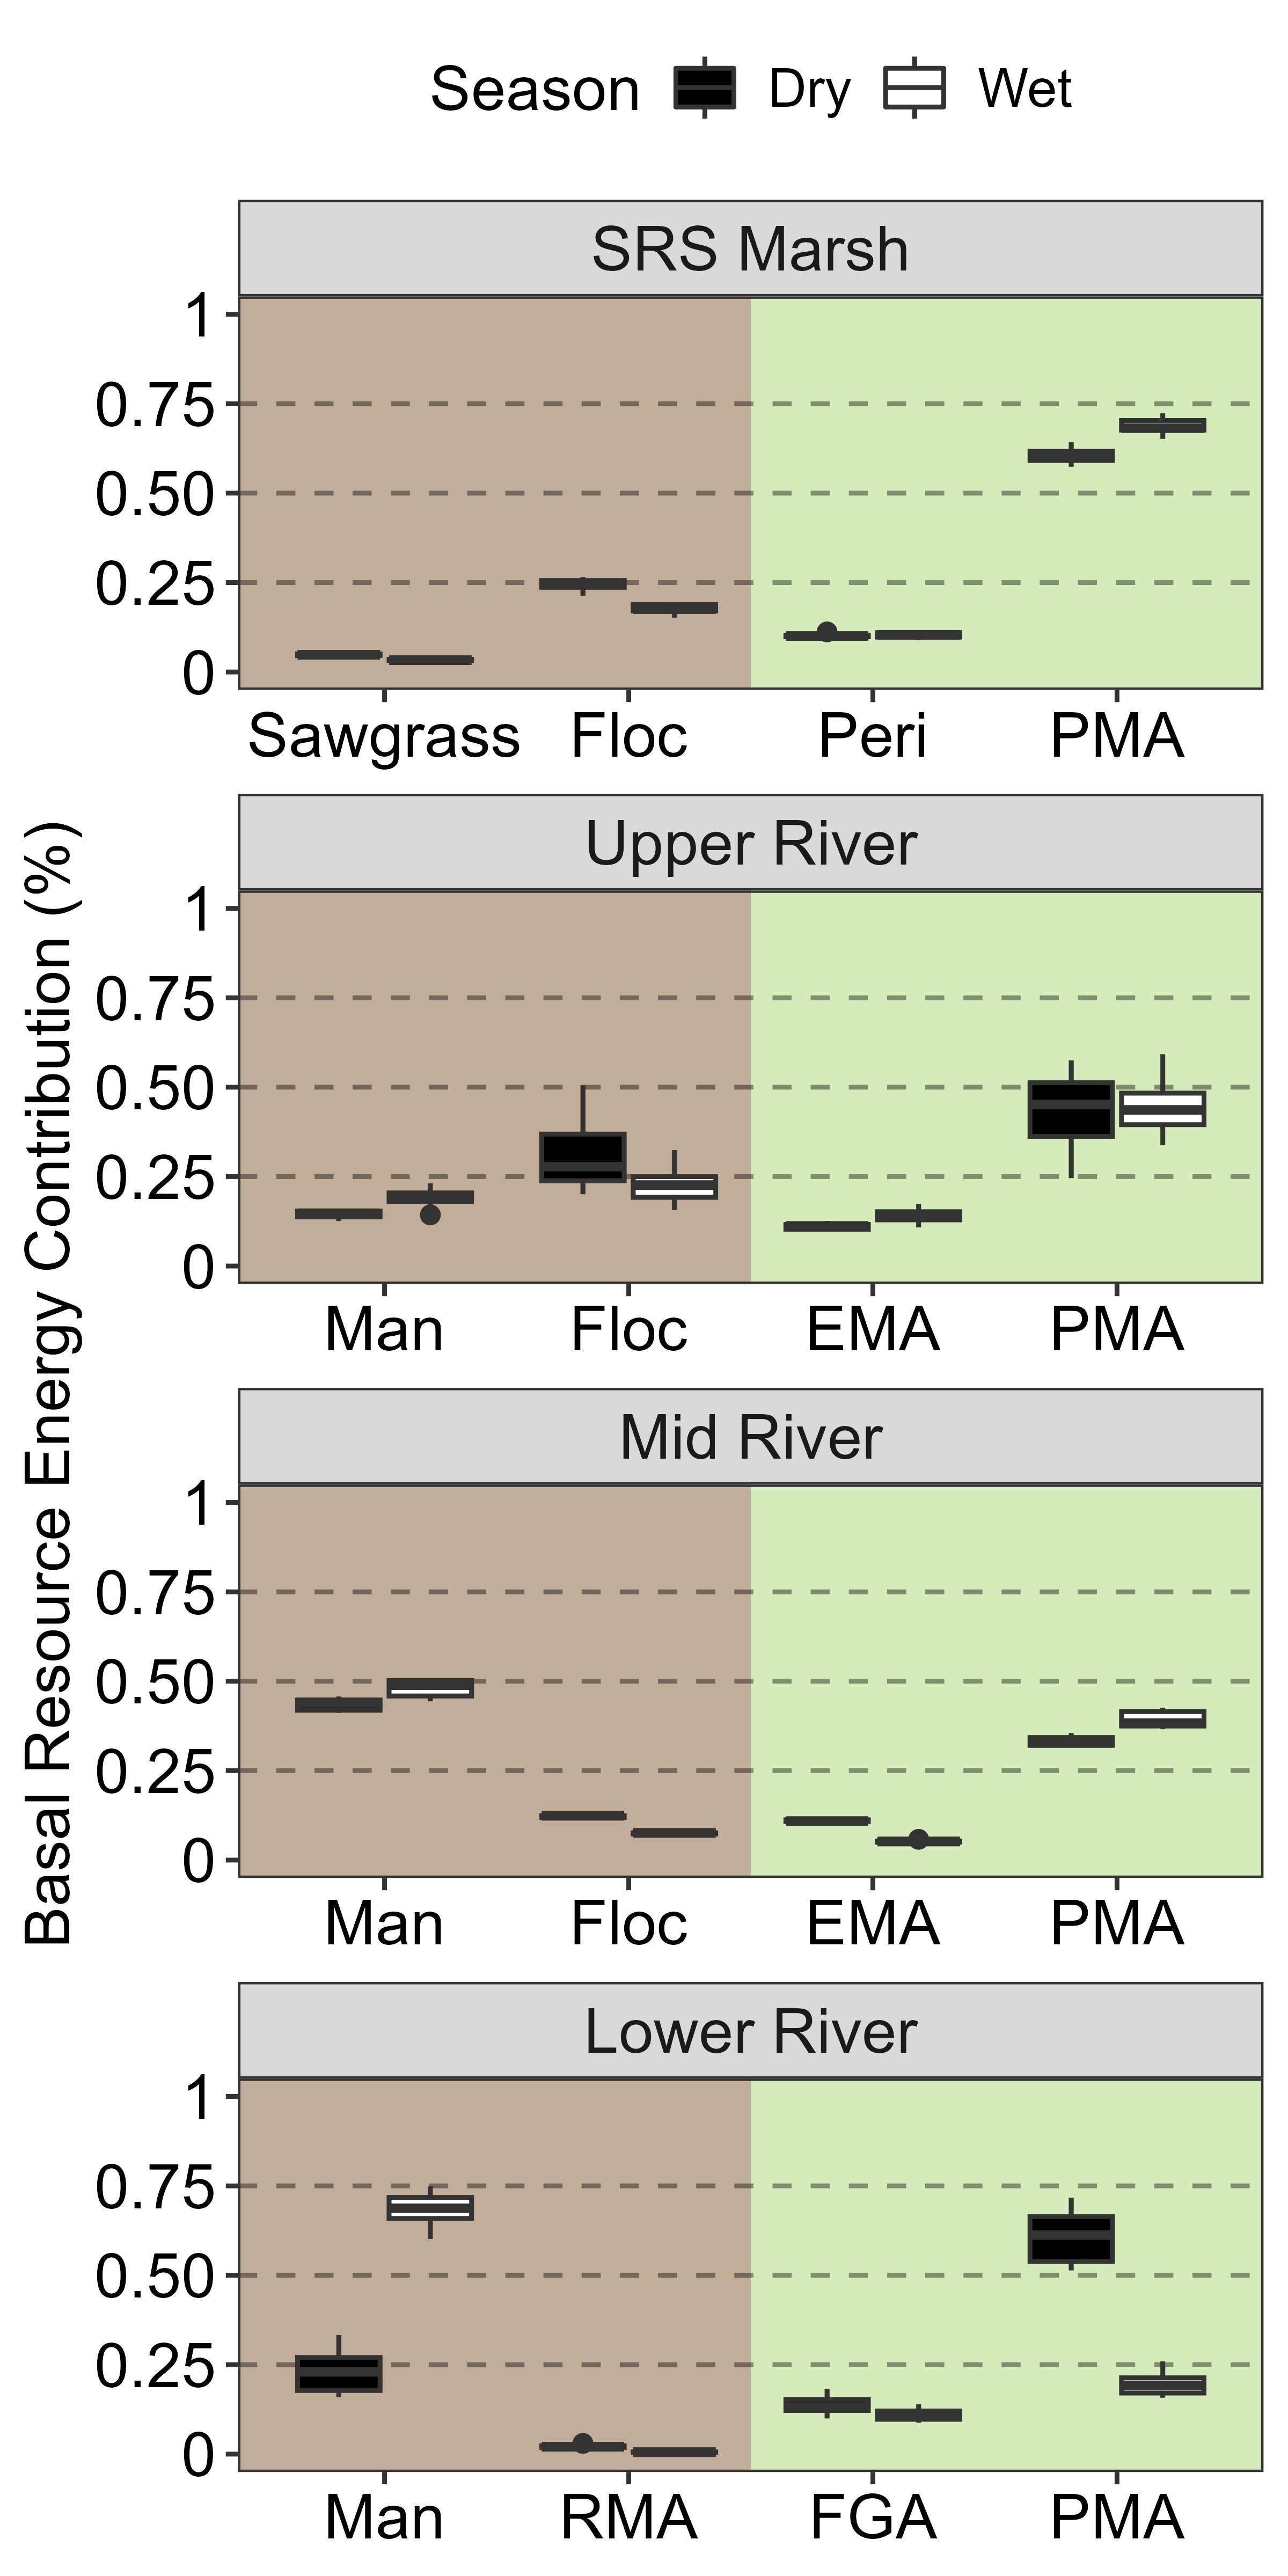 Season Dry Wet
SRS Marsh
1
0.75
0.50
0.25
0
Sawgrass Floc Peri PMA
Basal Resource Energy Contribution (%)
Upper River
1
0.75
0.50
0.25
0
Man Floc EMA PMA
Mid River
1
0.75
0.50
0.25
0
Man Floc EMA PMA
Lower River
1
0.75
0.50
0.25
0
Man RMA FGA PMA